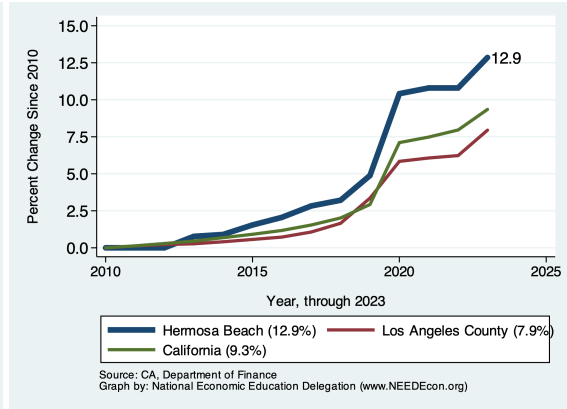 15.0
12.5
10.0
7.5
5.0
2.5
0.0
Percent Change Since 2010
12.9
2010 2015 2020 2025
Year, through 2023
Hermosa Beach (12.9%) Los Angeles County (7.9%)
California (9.3%)
Source: CA, Department of Finance
Graph by: National Economic Education Delegation (www.NEEDEcon.org)